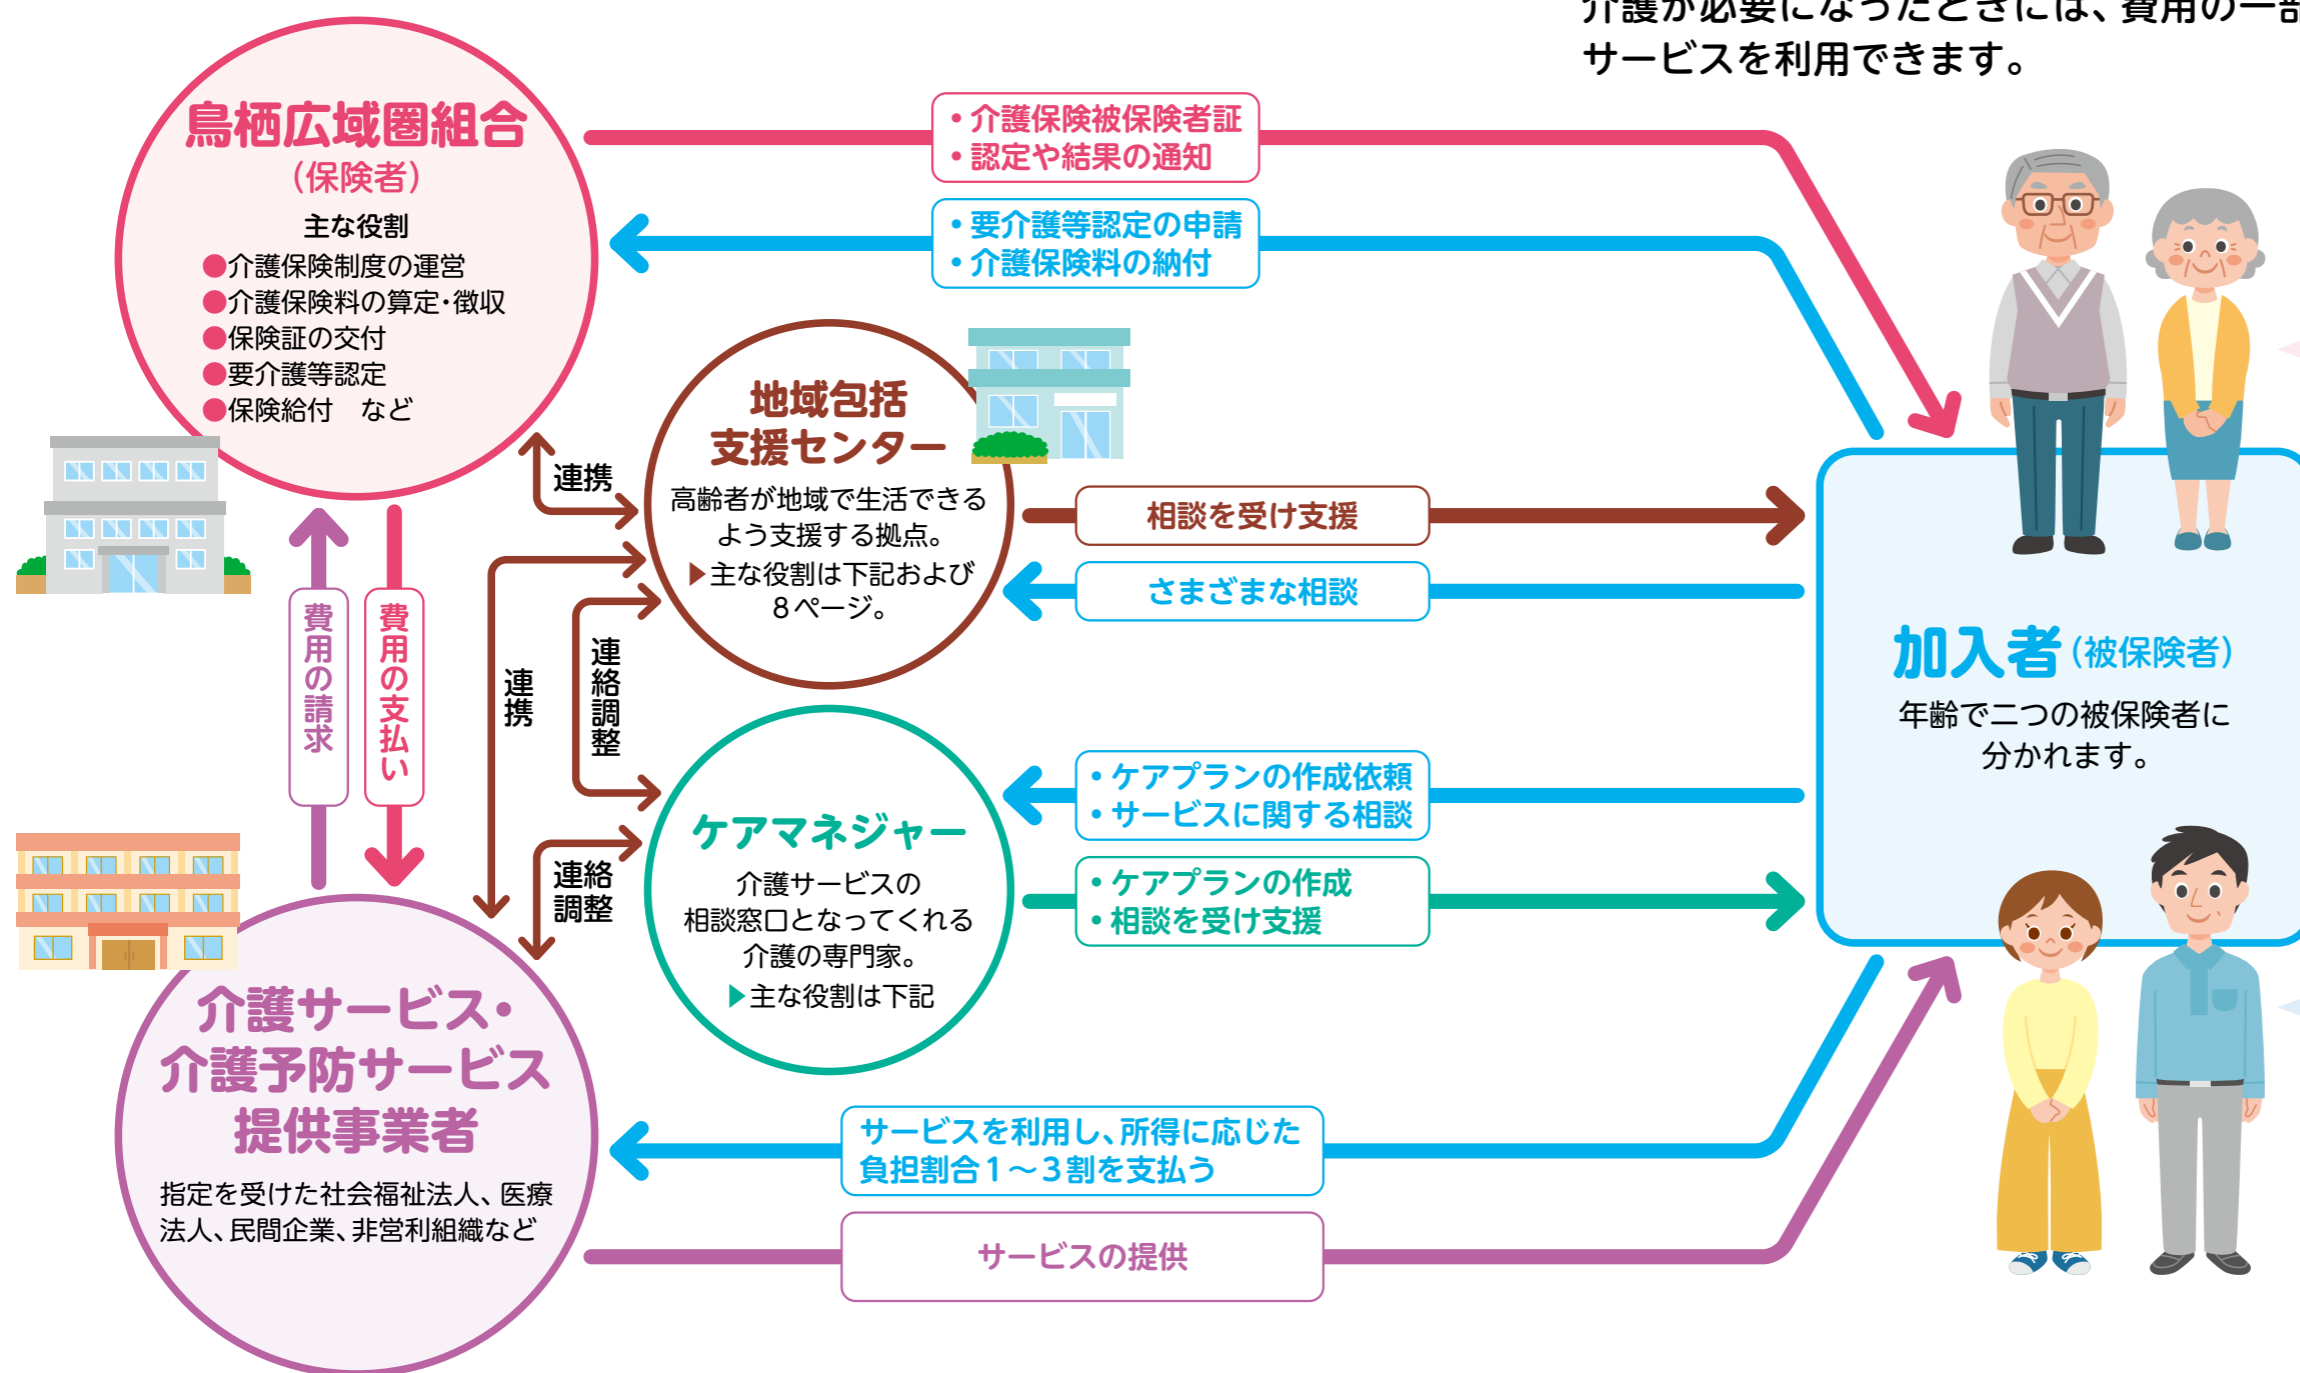 介護が必要になったときには、費用の一部
サービスを利用できます。
鳥栖広域圏組合
（保険者）
主な役割
●介護保険制度の運営
●介護保険料の算定・徴収
●保険証の交付
●要介護等認定
●保険給付　など
・介護保険被保険者証
・認定や結果の通知
・要介護等認定の申請
・介護保険料の納付
地域包括
支援センター
高齢者が地域で生活できる
よう支援する拠点。
▶主な役割は下記および
８ページ。
連携
相談を受け支援
さまざまな相談
費用の請求
費用の支払い
連携
連絡調整
加入者（被保険者）
年齢で二つの被保険者に
分かれます。
ケアマネジャー
介護サービスの
相談窓口となってくれる
介護の専門家。
▶主な役割は下記
連絡
調整
・ケアプランの作成依頼
・サービスに関する相談
・ケアプランの作成
・相談を受け支援
介護サービス・
介護予防サービス
提供事業者
指定を受けた社会福祉法人、医療
法人、民間企業、非営利組織など
サービスを利用し、所得に応じた
負担割合１～３割を支払う
サービスの提供